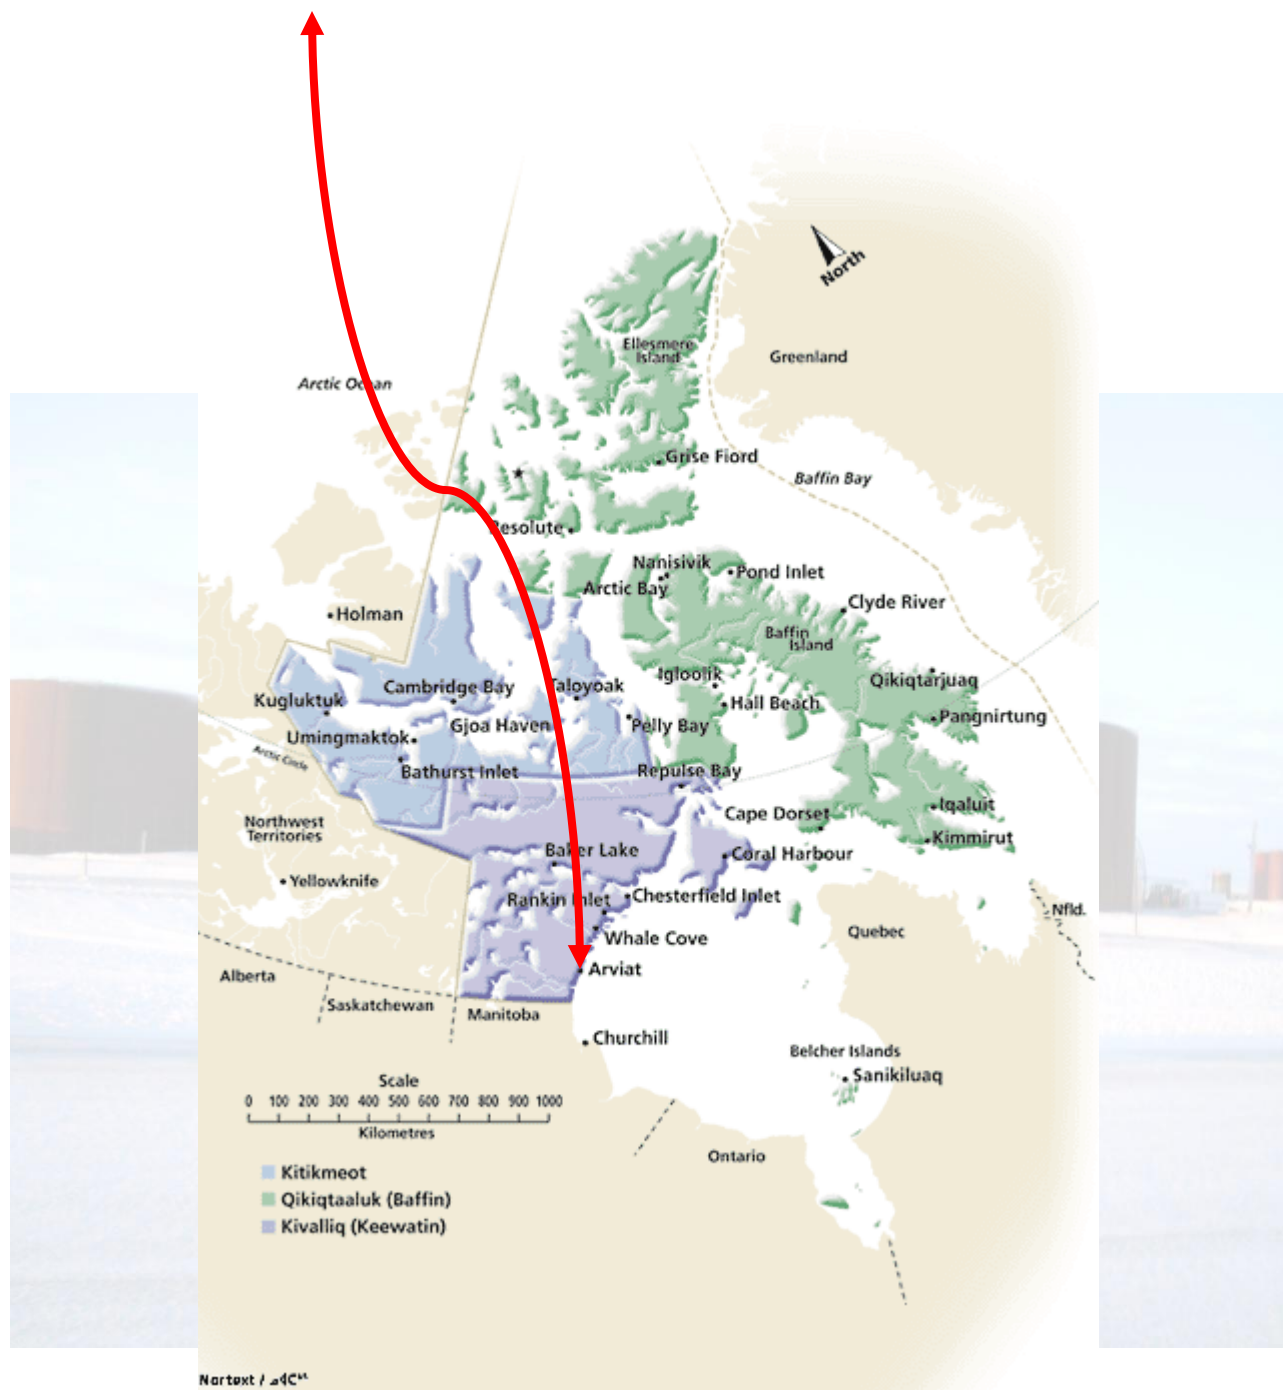 North
Ellesmere
Island
Greenland
Arctic Ocean
Grise Fiord
Baffin Bay
Resolute
Nanisivik
Pond Inlet
Arctic Bay
Clyde River
Holman
Baffin
Island
Igloolik
Qikiqtarjuaq
Cambridge Bay
Taloyoak
Kugluktuk
Hall Beach
Pangnirtung
Gjoa Haven
Pelly Bay
Umingmaktok
Arctic Circle
Bathurst Inlet
Repulse Bay
Iqaluit
Cape Dorset
Northwest
Territories
Kimmirut
Baker Lake
Coral Harbour
Yellowknife
Rankin Inlet
Chesterfield Inlet
Nfld.
Quebec
Whale Cove
Arviat
Alberta
Saskatchewan
Manitoba
Churchill
Belcher Islands
Sanikiluaq
Scale
0 100 200 300 400 500 600 700 800 900 1000
Kilometres
Ontario
Kitikmeot
Qikiqtaaluk (Baffin)
Kivalliq (Keewatin)
Nortext / ᓄᕐᑕᒃᔅ